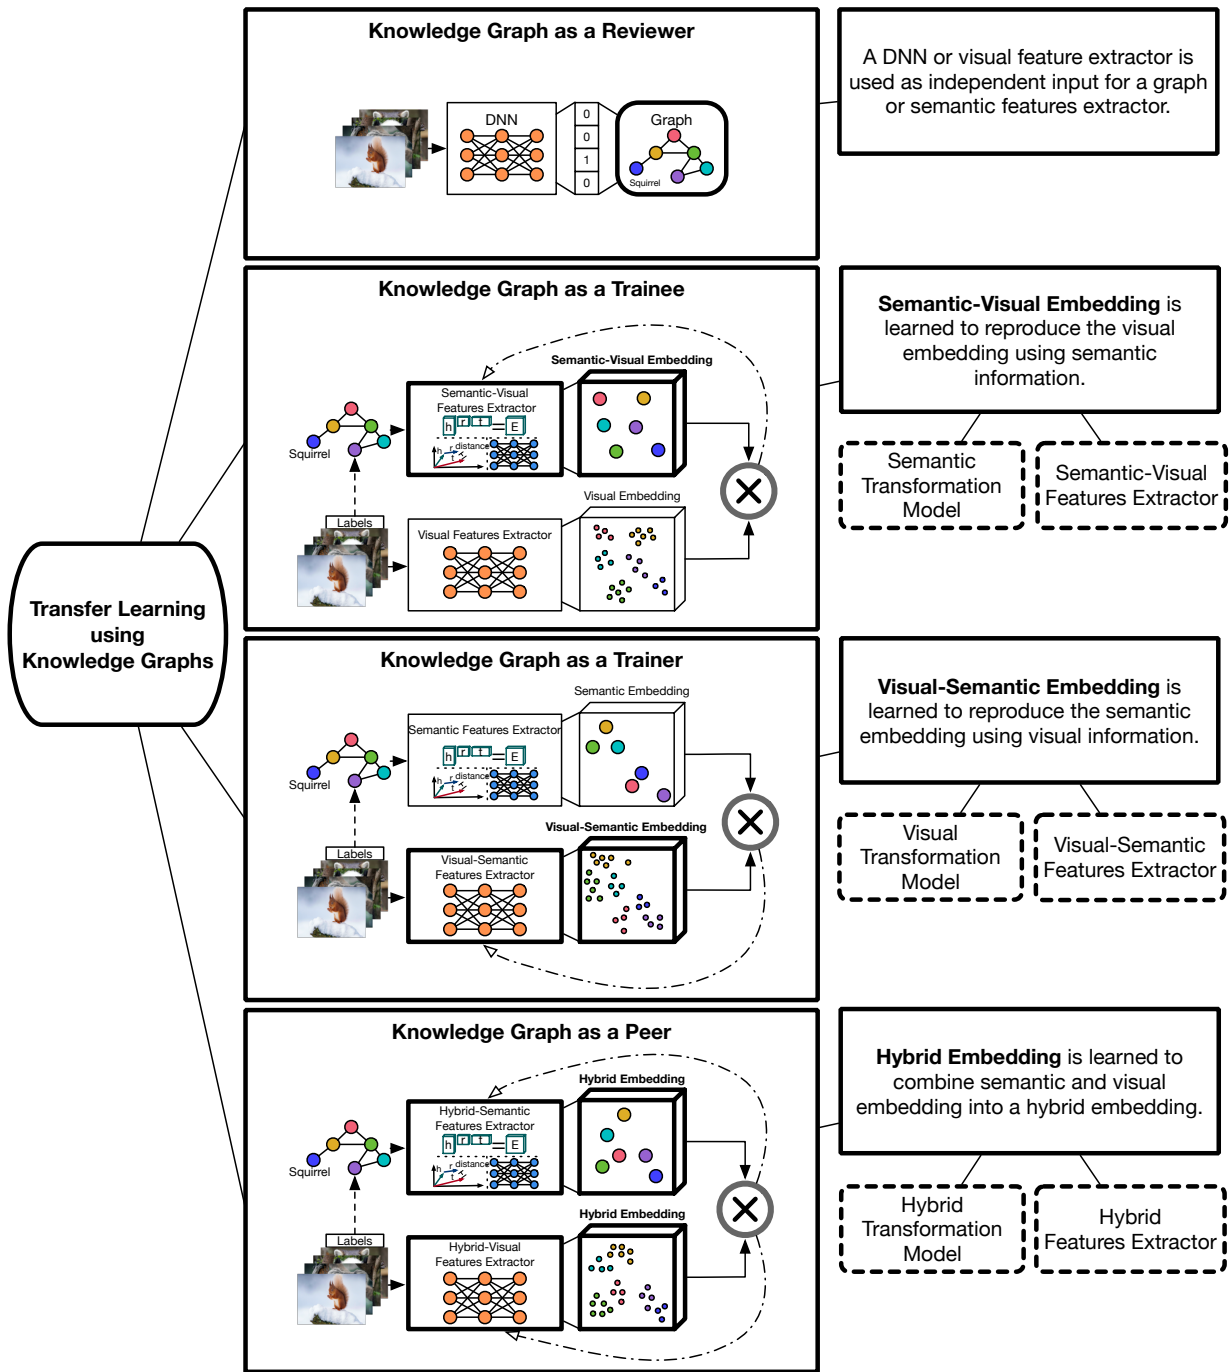 Transfer Learning
using
Knowledge Graphs
Knowledge Graph as a Reviewer
DNN
0
0
1
0
Graph
Squirrel
A DNN or visual feature extractor is
used as independent input for a graph
or semantic features extractor.
Knowledge Graph as a Trainee
Semantic-Visual Embedding
Semantic-Visual
Features Extractor
h r t = E
h r distance
t
Squirrel
Labels
Visual Embedding
Visual Features Extractor
Semantic-Visual Embedding is
learned to reproduce the visual
embedding using semantic
information.
Semantic
Transformation
Model
Semantic-Visual
Features Extractor
Knowledge Graph as a Trainer
Semantic Embedding
Semantic Features Extractor
h r t = E
h r distance
t
Squirrel
Labels
Visual-Semantic Embedding
Visual-Semantic
Features Extractor
Visual-Semantic Embedding is
learned to reproduce the semantic
embedding using visual information.
Visual
Transformation
Model
Visual-Semantic
Features Extractor
Knowledge Graph as a Peer
Hybrid Embedding
Hybrid-Semantic
Features Extractor
h r t = E
h r distance
t
Squirrel
Labels
Hybrid Embedding
Hybrid-Visual
Features Extractor
Hybrid Embedding is learned to
combine semantic and visual
embedding into a hybrid embedding.
Hybrid
Transformation
Model
Hybrid
Features Extractor